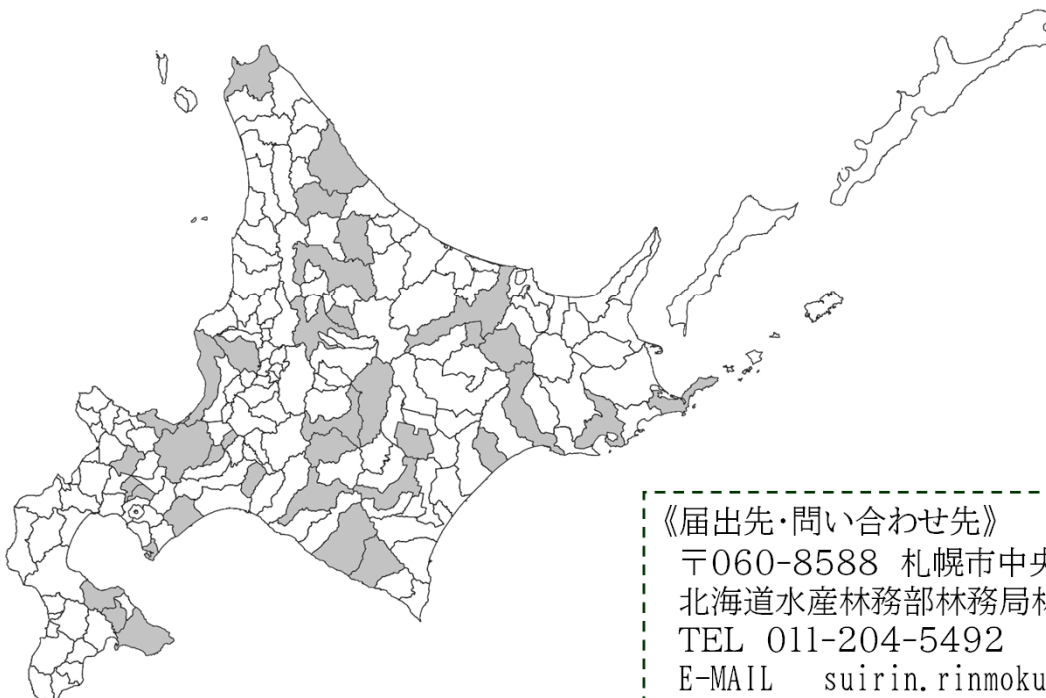 《届出先･問い合わせ先》
〒060-8588 札幌市中央
北海道水産林務部林務局林
TEL 011-204-5492
E-MAIL suirin.rinmoku